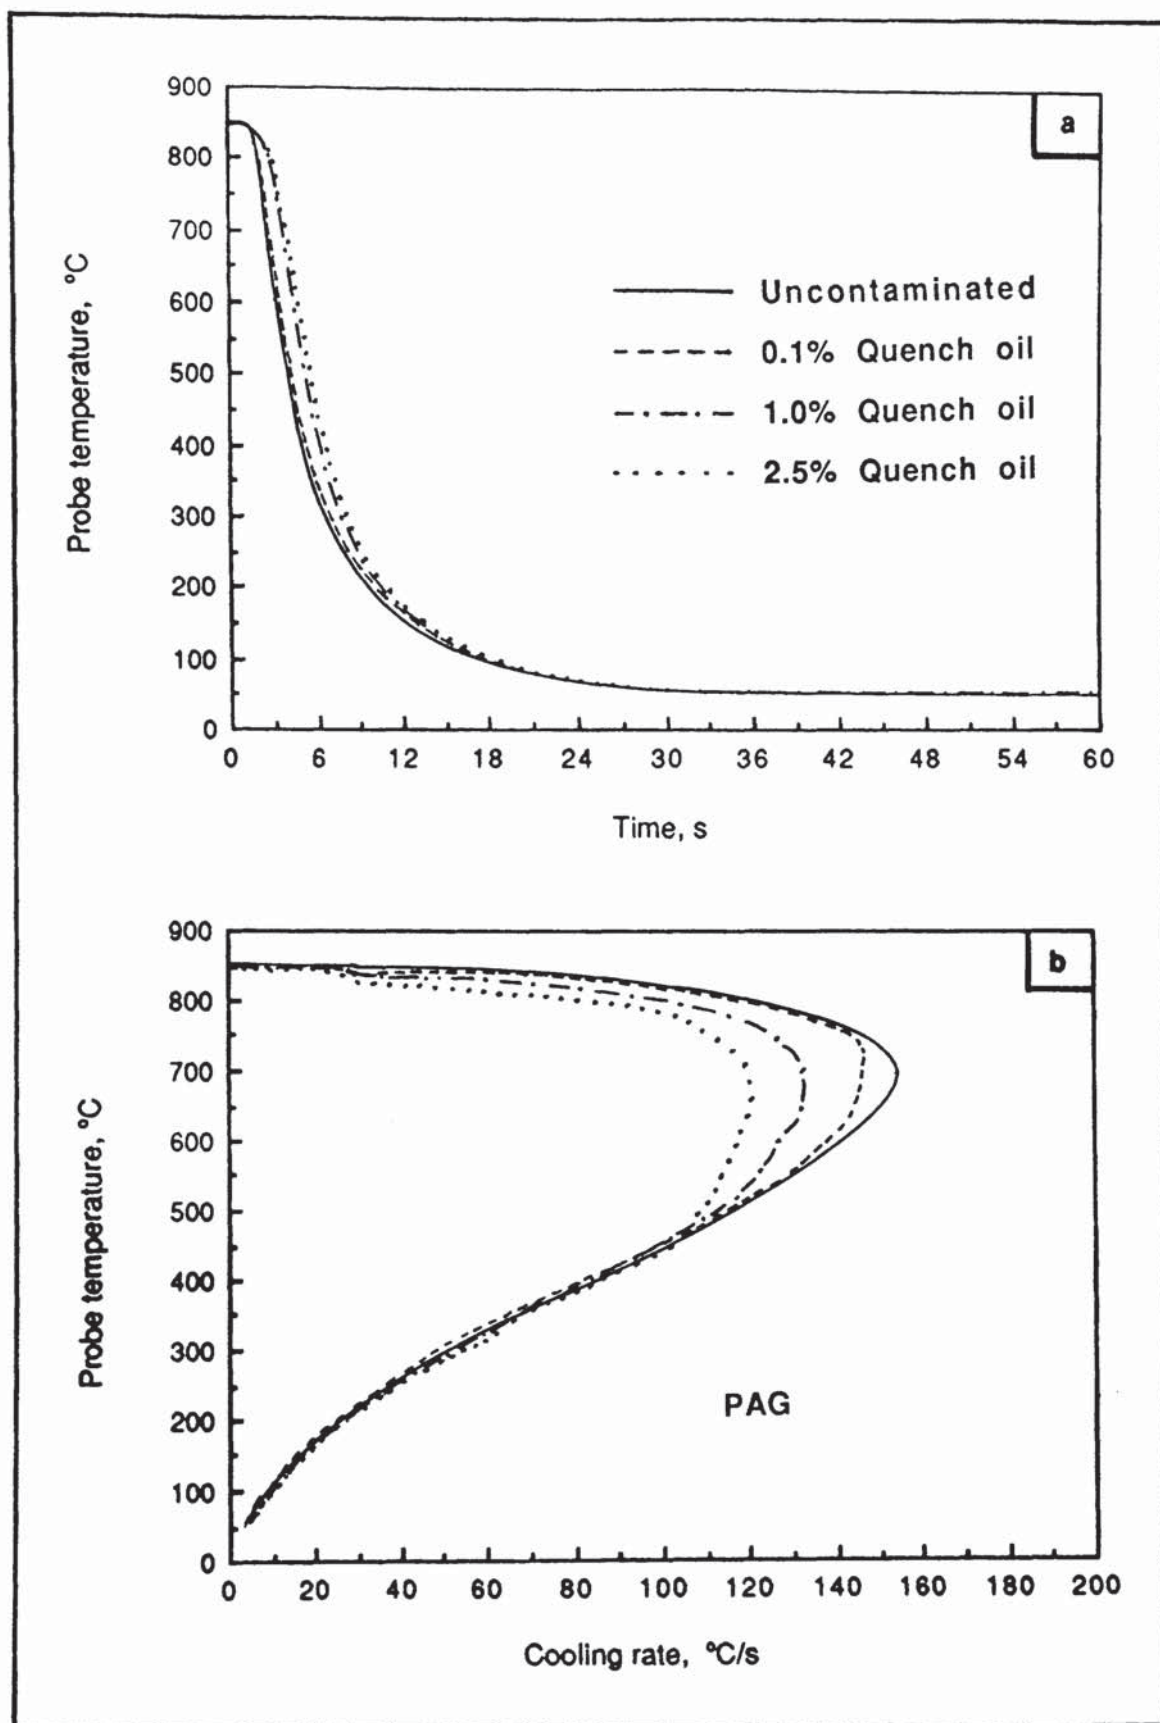 a
900
800
700
600
500
400
300
200
100
0
Probe temperature, ºC
Uncontaminated
0.1% Quench oil
1.0% Quench oil
2.5% Quench oil
0 6 12 18 24 30 36 42 48 54 60
Time, s
b
900
800
700
600
500
400
300
200
100
0
Probe temperature, ºC
PAG
0 20 40 60 80 100 120 140 160 180 200
Cooling rate, ºC/s